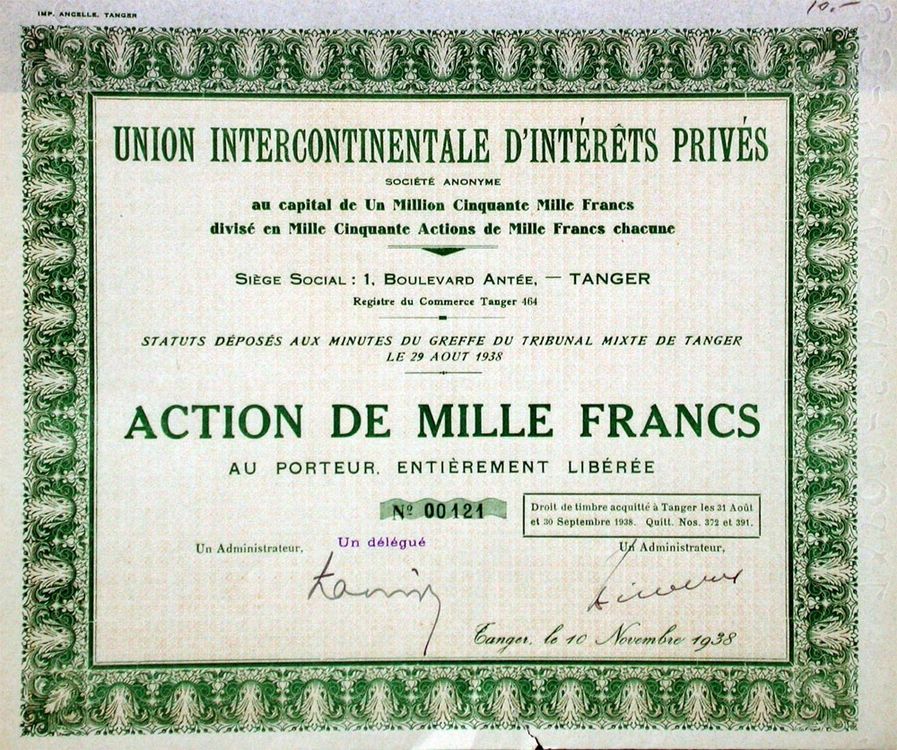 IMP. ANGELLE, TANGER
10.—
UNION INTERCONTINENTALE D'INTÉRÊTS PRIVÉS
SOCIÉTÉ ANONYME
au capital de Un Million Cinquante Mille Francs
divisé en Mille Cinquante Actions de Mille Francs chacune
SIÈGE SOCIAL : 1, BOULEVARD ANTÉE, — TANGER
Registre du Commerce Tanger 464
STATUTS DÉPOSÉS AUX MINUTES DU GREFFE DU TRIBUNAL MIXTE DE TANGER
LE 29 AOUT 1938
ACTION DE MILLE FRANCS
AU PORTEUR, ENTIÈREMENT LIBÉRÉE
Nº 00121
Droit de timbre acquitté à Tanger les 31 Août
et 30 Septembre 1938. Quitt. Nos. 372 et 391.
Un Administrateur, Un délégué
Un Administrateur,
Tanger, le 10 Novembre 1938